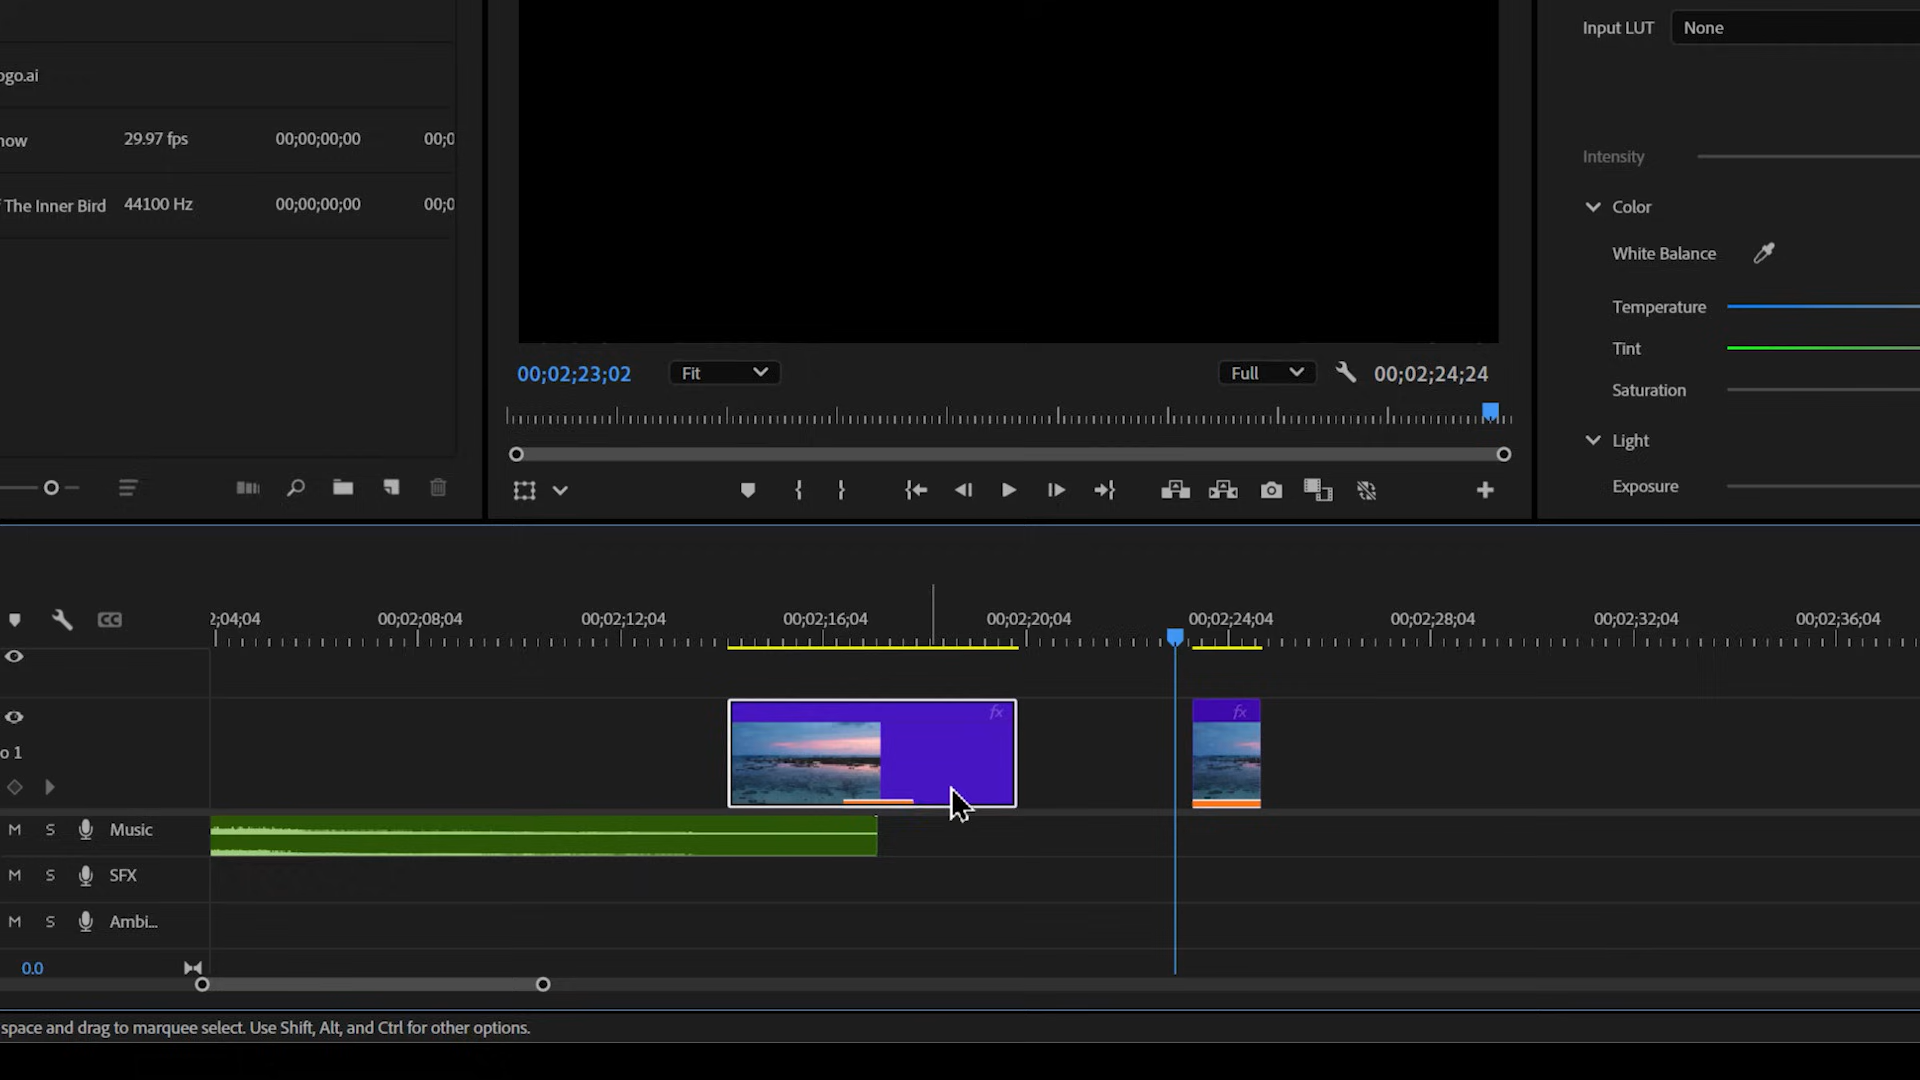 Input LUT None
ogo.ai
now 29.97 fps 00;00;00;00 00;0
The Inner Bird 44100 Hz 00;00;00;00 00;0
Intensity
Color
White Balance
Temperature
Tint
Saturation
Light
Exposure
00;02;23;02 Fit Full 00;02;24;24
2;04;04 00;02;08;04 00;02;12;04 00;02;16;04 00;02;20;04 00;02;24;04 00;02;28;04 00;02;32;04 00;02;36;04
CC
fx fx
o 1
M S Music
M S SFX
M S Ambi...
0.0
space and drag to marquee select. Use Shift, Alt, and Ctrl for other options.